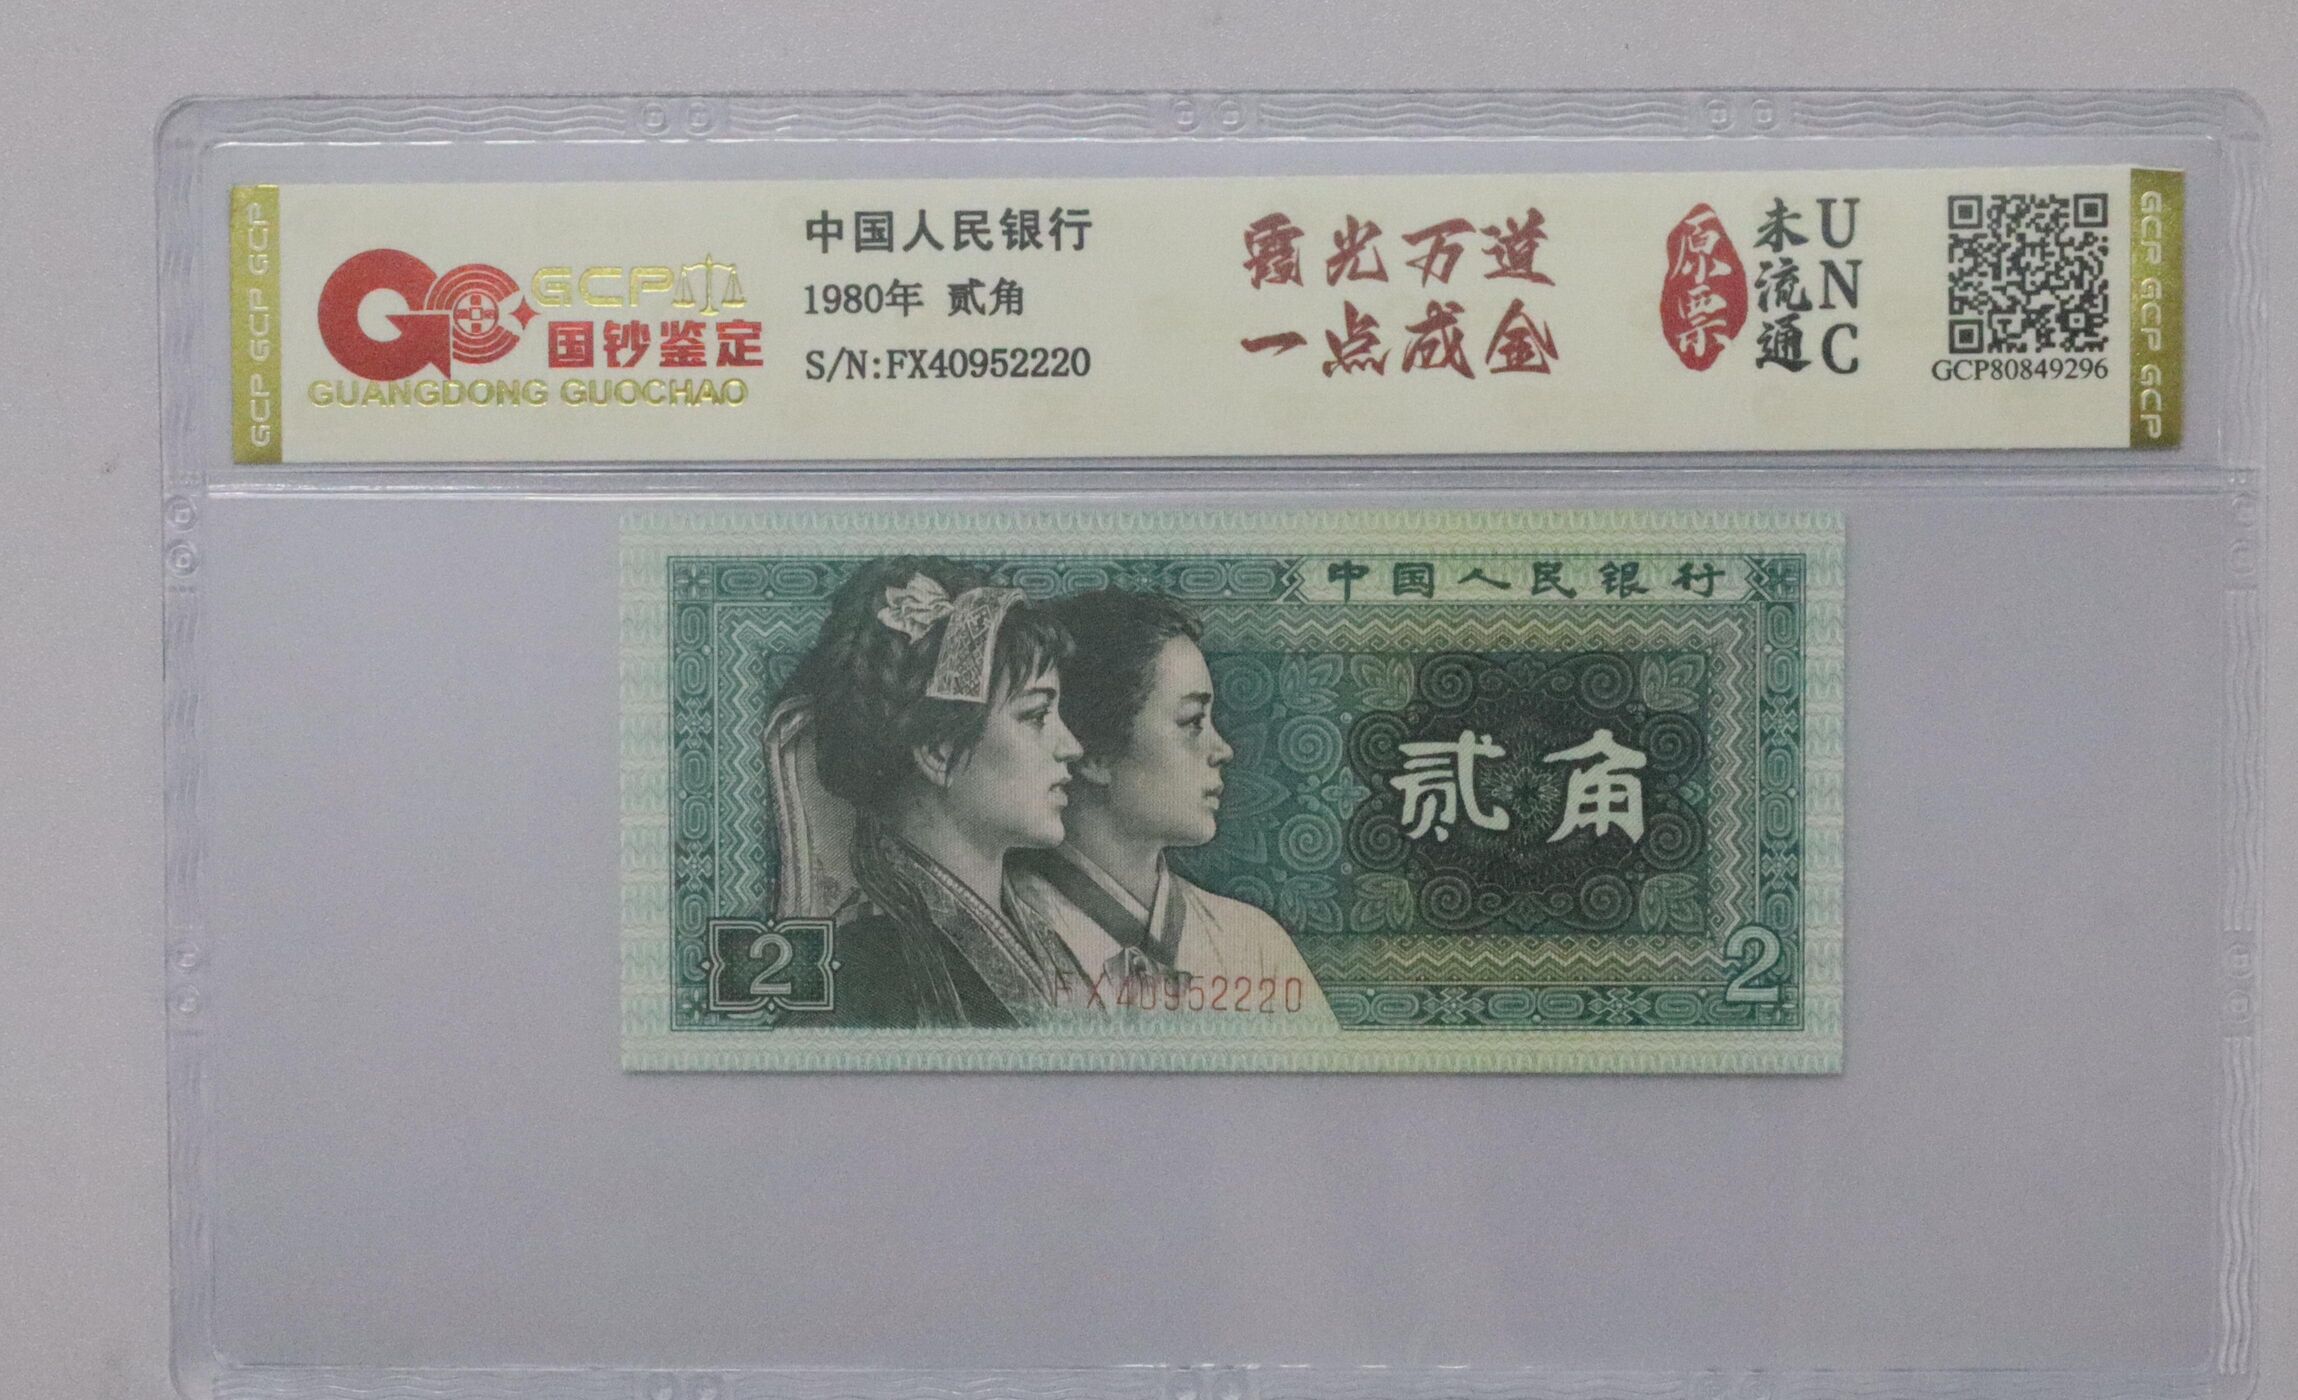 GCP GCP GCP GCP
GCP
国钞鉴定
GUANGDONG GUOCHAO
中国人民银行
1980年 贰角
S/N:FX40952220
霞光万道
一点成金
原票
未流通
UNC
GCP80849296
GCP GCP GCP GCP
中国人民银行
贰角
2
2
FX40952220